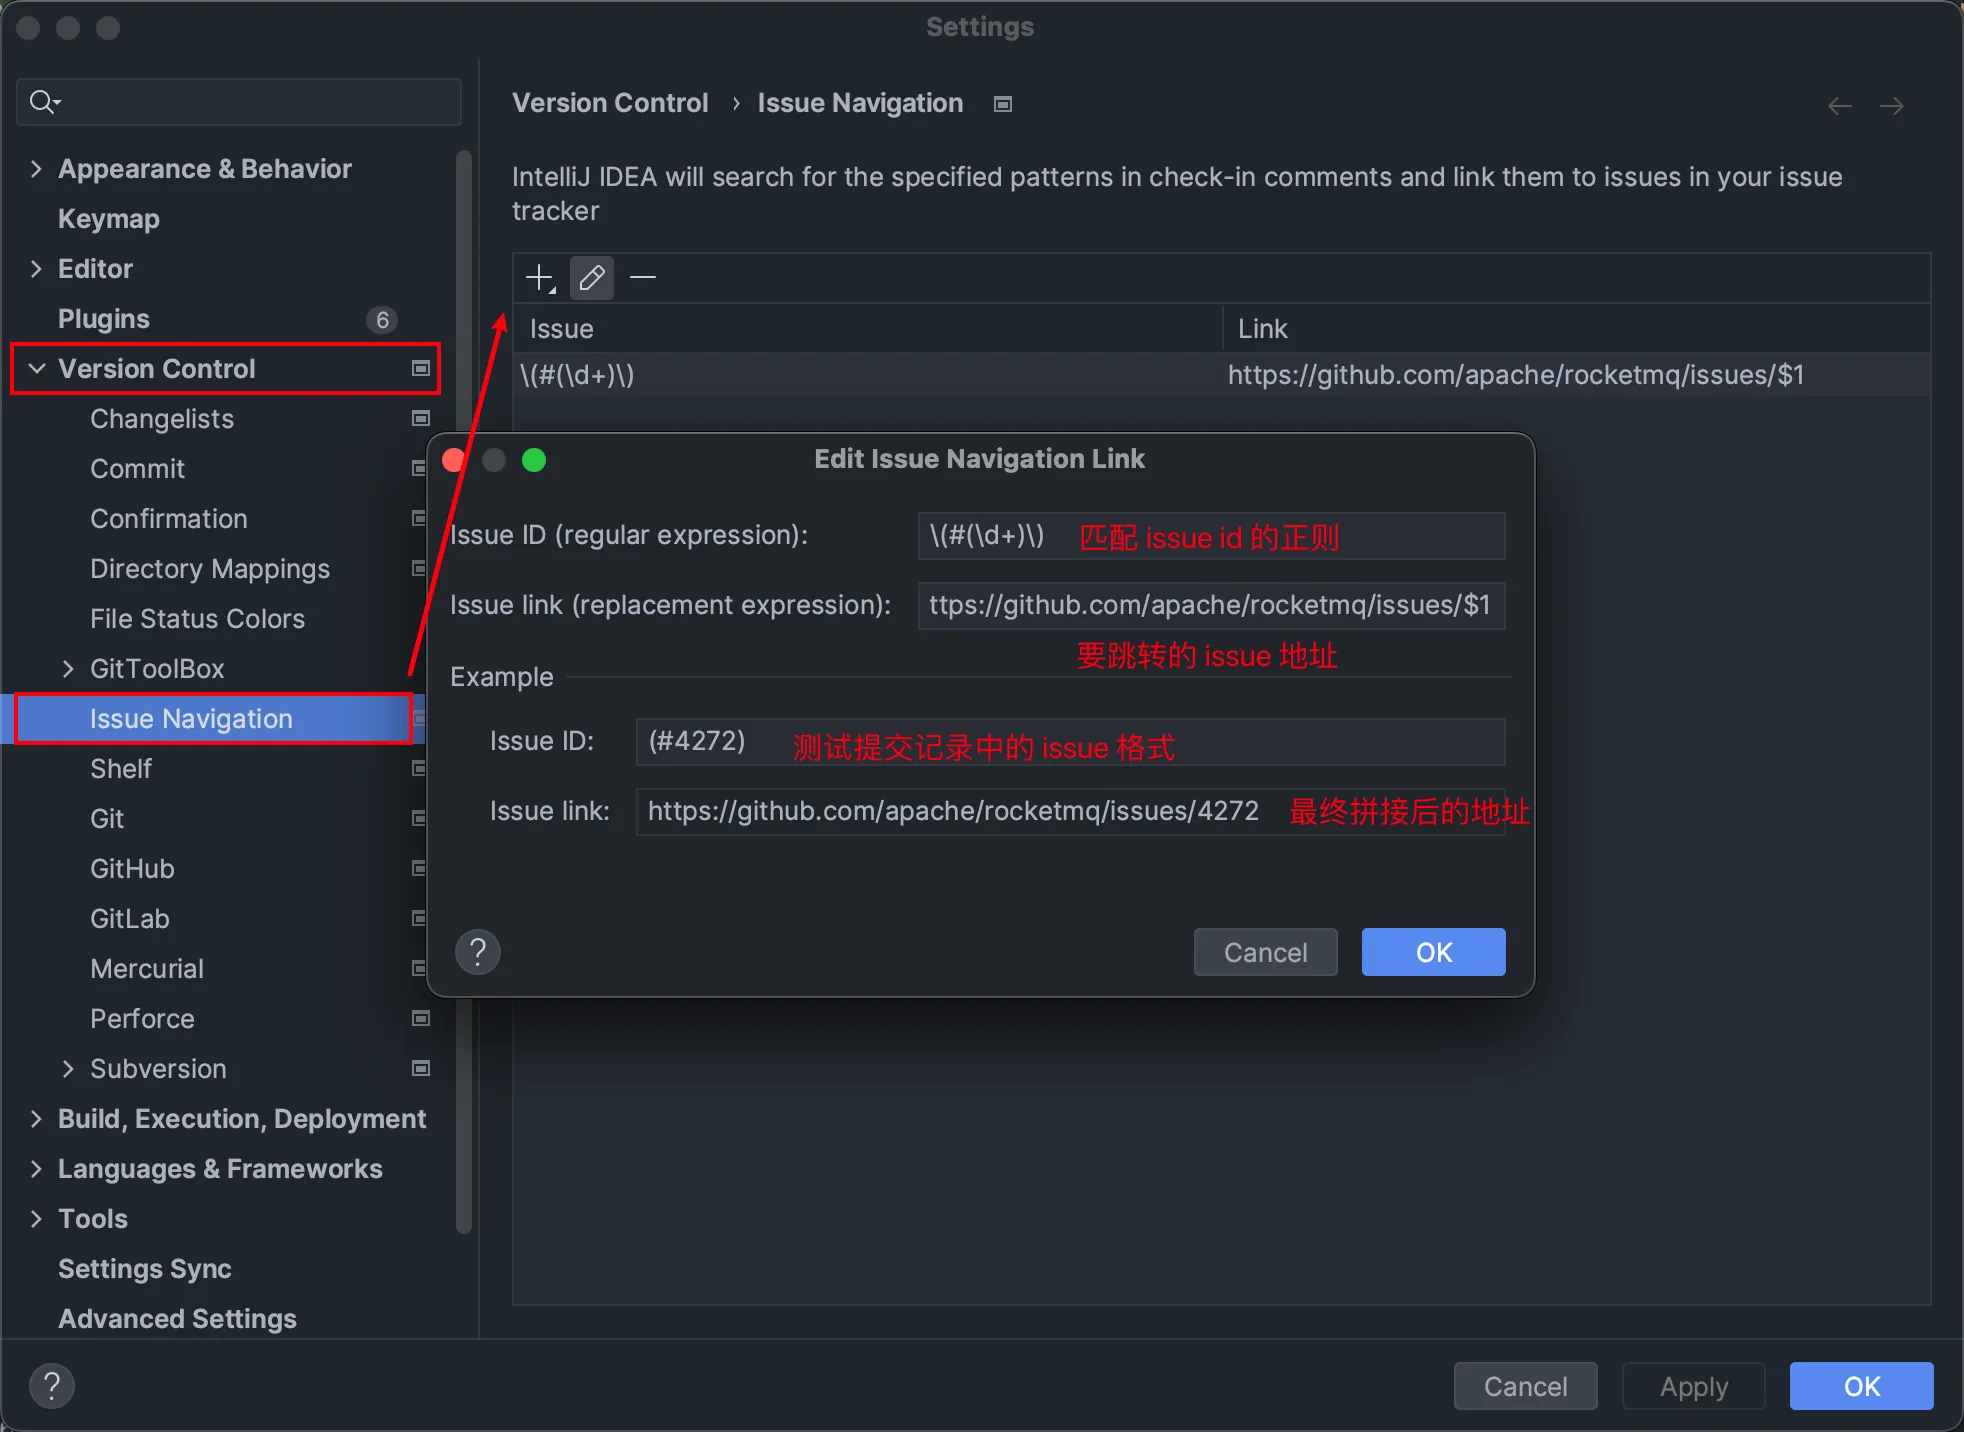 Settings
Appearance & Behavior
Keymap
Editor
Plugins
6
Version Control
Changelists
Commit
Confirmation
Directory Mappings
File Status Colors
GitToolBox
Issue Navigation
Shelf
Git
GitHub
GitLab
Mercurial
Perforce
Subversion
Build, Execution, Deployment
Languages & Frameworks
Tools
Settings Sync
Advanced Settings
Version Control › Issue Navigation
IntelliJ IDEA will search for the specified patterns in check-in comments and link them to issues in your issue
tracker
Issue Link
\(#(\d+)\) https://github.com/apache/rocketmq/issues/$1
Edit Issue Navigation Link
Issue ID (regular expression): \(#(\d+)\) 匹配 issue id 的正则
Issue link (replacement expression): ttps://github.com/apache/rocketmq/issues/$1
要跳转的 issue 地址
Example
Issue ID: (#4272) 测试提交记录中的 issue 格式
Issue link: https://github.com/apache/rocketmq/issues/4272 最终拼接后的地址
? Cancel OK
? Cancel Apply OK